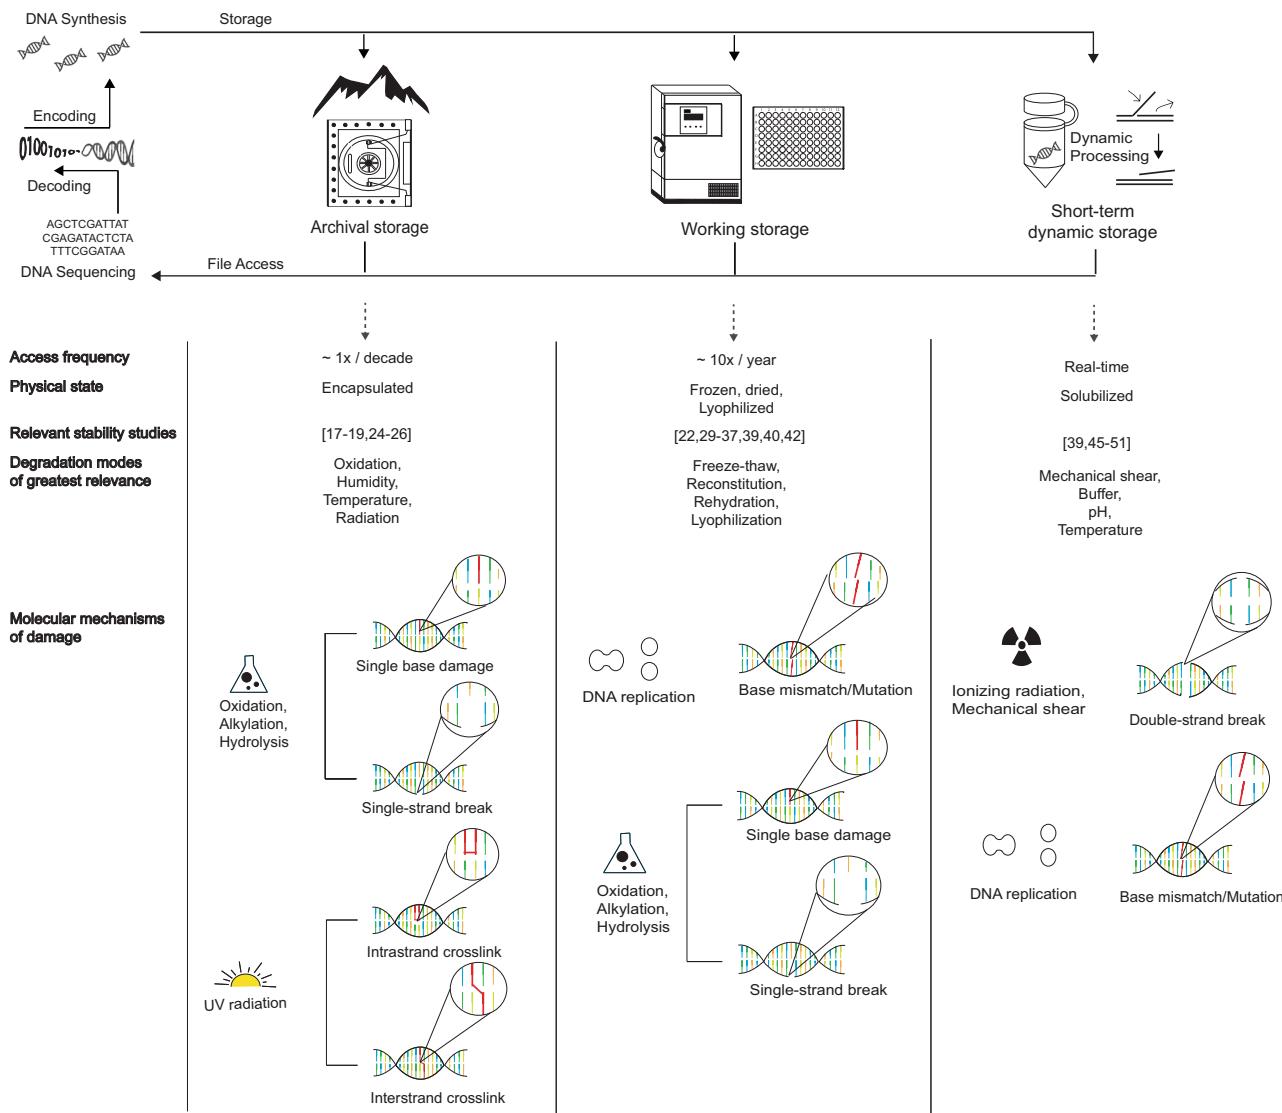 DNA Synthesis
Storage
Encoding
01001010..
Decoding
AGCTCGATTAT
CGAGATACTCTA
TTTCGGATAA
DNA Sequencing
File Access
Archival storage
Working storage
Dynamic
Processing
Short-term
dynamic storage
Access frequency
~ 1x / decade
~ 10x / year
Real-time
Physical state
Encapsulated
Frozen, dried,
Lyophilized
Solubilized
Relevant stability studies
[17-19,24-26]
[22,29-37,39,40,42]
[39,45-51]
Degradation modes
of greatest relevance
Oxidation,
Humidity,
Temperature,
Radiation
Freeze-thaw,
Reconstitution,
Rehydration,
Lyophilization
Mechanical shear,
Buffer,
pH,
Temperature
Molecular mechanisms
of damage
Oxidation,
Alkylation,
Hydrolysis
Single base damage
Single-strand break
UV radiation
Intrastrand crosslink
Interstrand crosslink
DNA replication
Base mismatch/Mutation
Oxidation,
Alkylation,
Hydrolysis
Single base damage
Single-strand break
Ionizing radiation,
Mechanical shear
Double-strand break
DNA replication
Base mismatch/Mutation